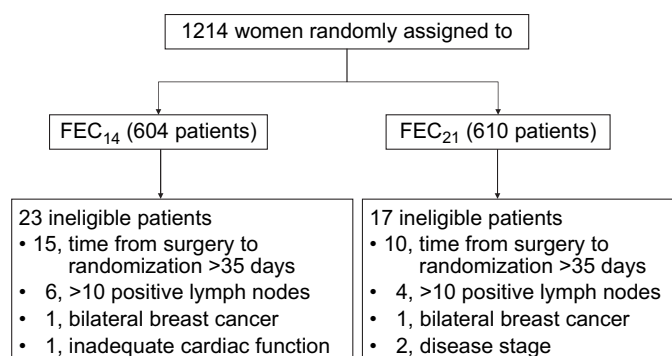 1214 women randomly assigned to
FEC₁₄ (604 patients)
FEC₂₁ (610 patients)
23 ineligible patients
• 15, time from surgery to
randomization >35 days
• 6, >10 positive lymph nodes
• 1, bilateral breast cancer
• 1, inadequate cardiac function
17 ineligible patients
• 10, time from surgery to
randomization >35 days
• 4, >10 positive lymph nodes
• 1, bilateral breast cancer
• 2, disease stage